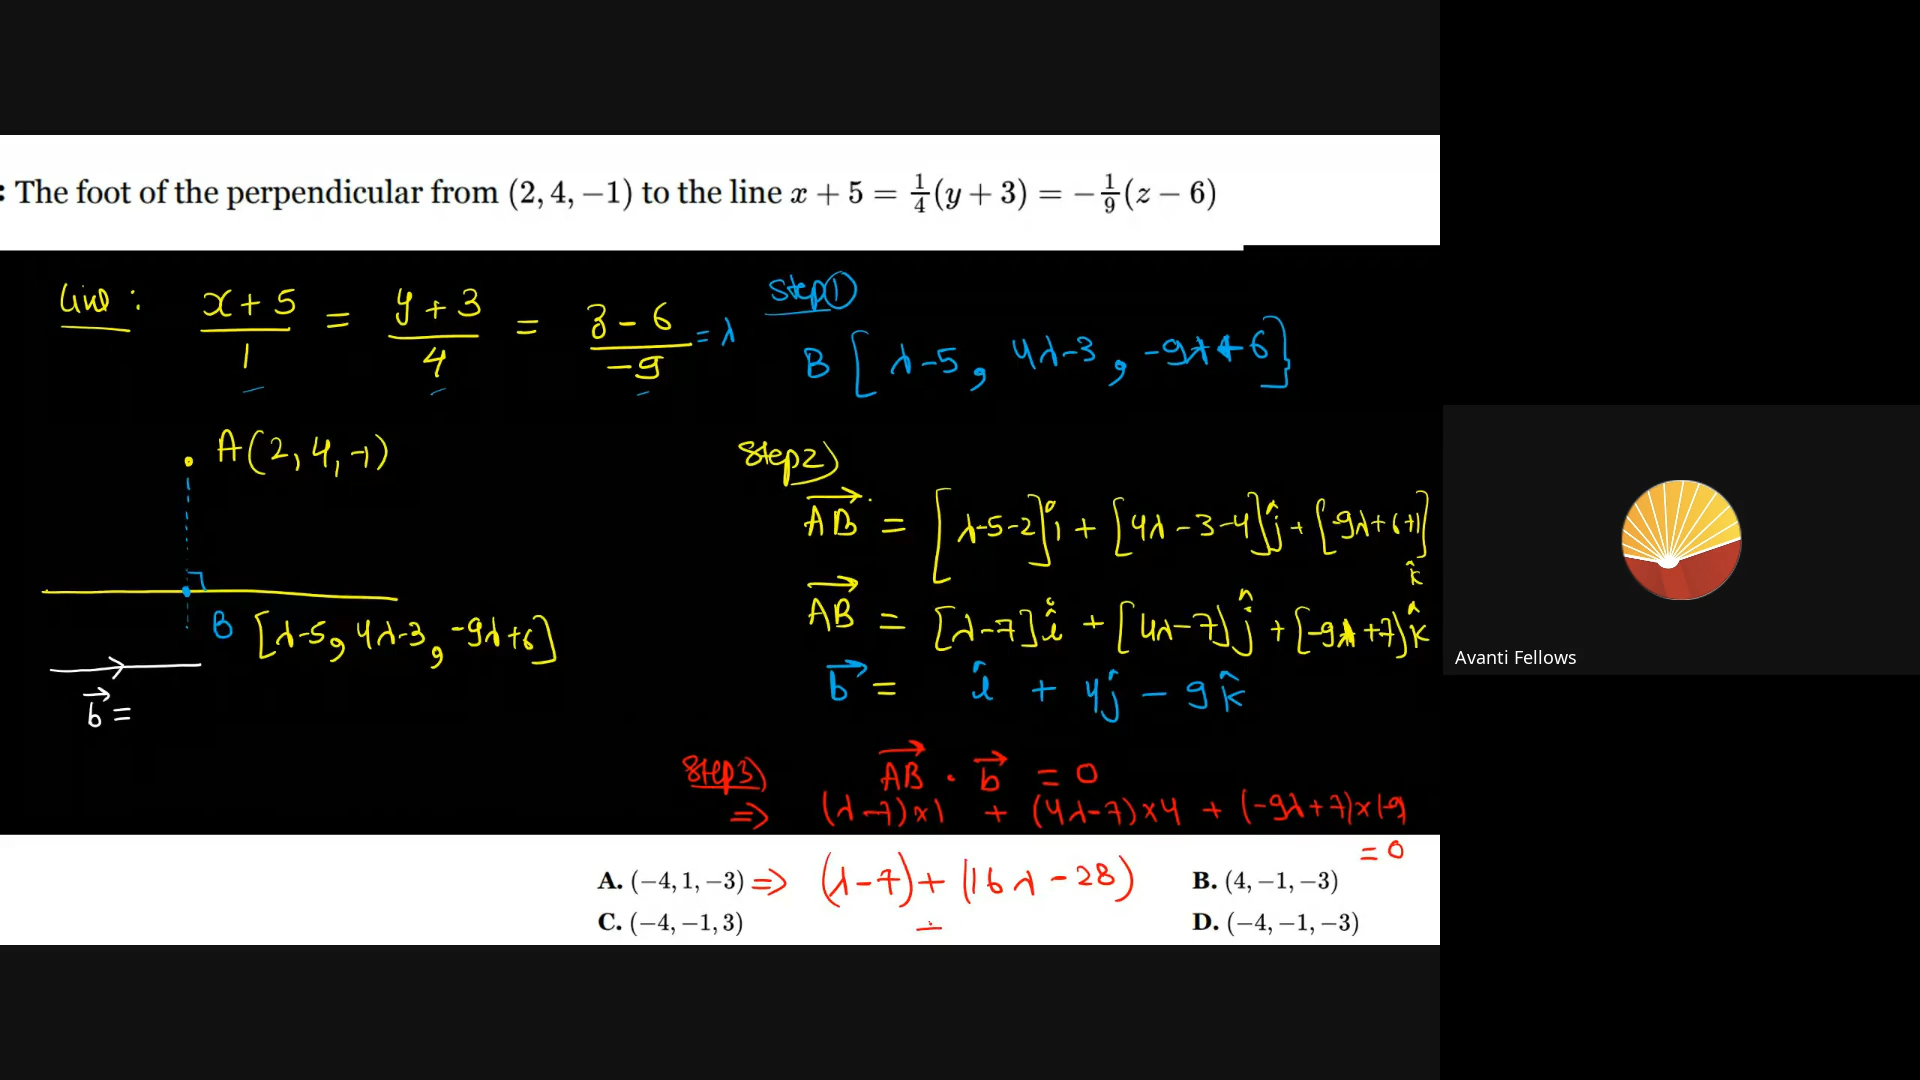 : The foot of the perpendicular from (2, 4, −1) to the line x + 5 = 1/4 (y + 3) = − 1/9 (z − 6)
Line : (x + 5)/1 = (y + 3)/4 = (z − 6)/−9 = λ
Step ①
B [λ−5, 4λ−3, −9λ+6]
A(2, 4, −1)
B [λ−5, 4λ−3, −9λ+6]
b⃗ =
Step2)
AB⃗ = [λ−5−2]î + [4λ−3−4]ĵ + [−9λ+6+1] k̂
AB⃗ = [λ−7]î + [4λ−7]ĵ + [−9λ+7]k̂
b⃗ = î + 4ĵ − 9k̂
Step3) AB⃗ · b⃗ = 0
⇒ (λ−7)×1 + (4λ−7)×4 + (−9λ+7)×(−9
= 0
⇒ (λ−7) + (16λ−28)
+
A. (−4, 1, −3)
B. (4, −1, −3)
C. (−4, −1, 3)
D. (−4, −1, −3)
Avanti Fellows